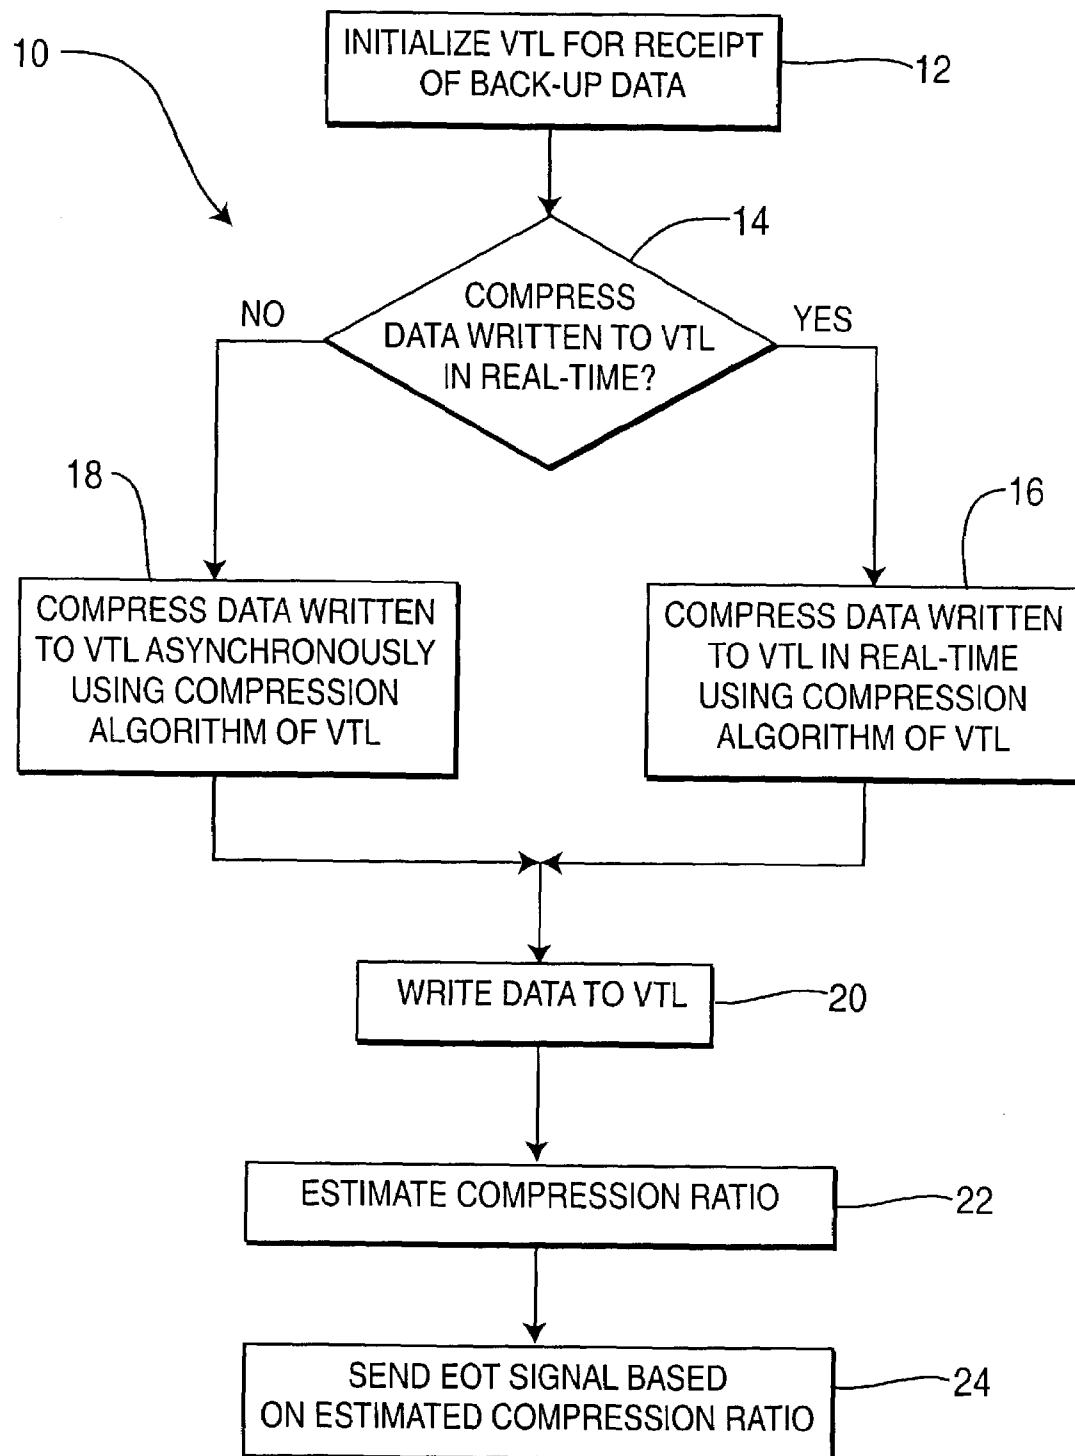 10
INITIALIZE VTL FOR RECEIPT
OF BACK-UP DATA
12
14
COMPRESS
DATA WRITTEN TO VTL
IN REAL-TIME?
NO
YES
18
COMPRESS DATA WRITTEN
TO VTL ASYNCHRONOUSLY
USING COMPRESSION
ALGORITHM OF VTL
16
COMPRESS DATA WRITTEN
TO VTL IN REAL-TIME
USING COMPRESSION
ALGORITHM OF VTL
WRITE DATA TO VTL
20
ESTIMATE COMPRESSION RATIO
22
SEND EOT SIGNAL BASED
ON ESTIMATED COMPRESSION RATIO
24